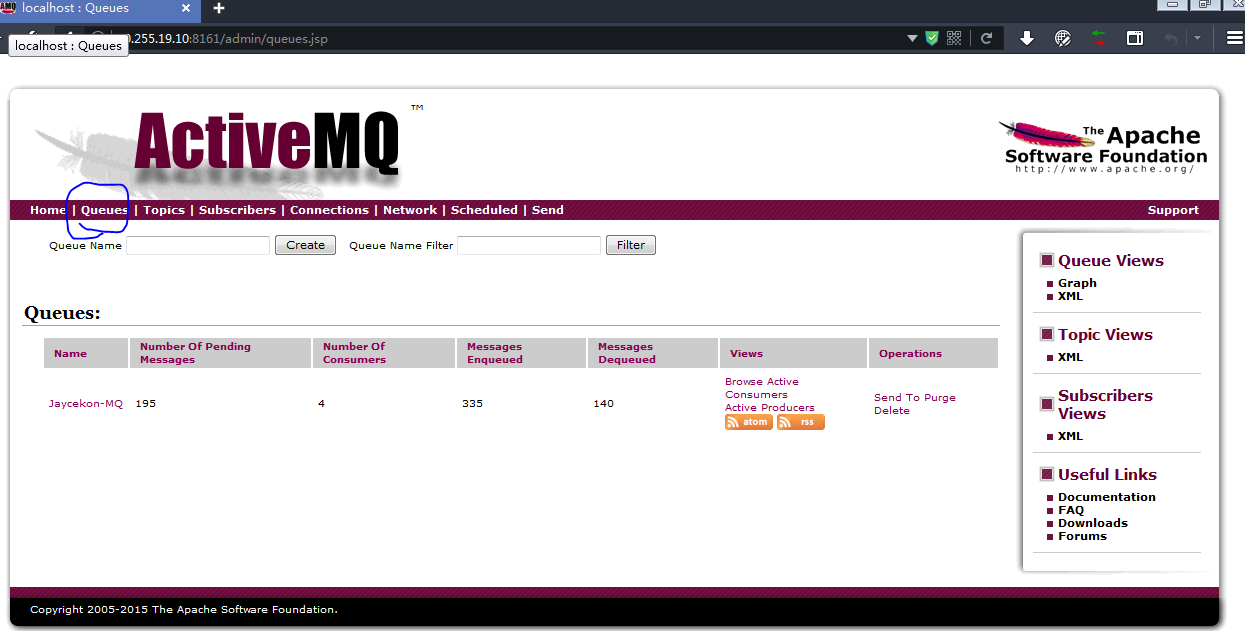 localhost : Queues
.255.19.10:8161/admin/queues.jsp
localhost : Queues
ActiveMQ ™
The Apache
Software Foundation
http://www.apache.org/
Home | Queues | Topics | Subscribers | Connections | Network | Scheduled | Send
Support
Queue Name Create Queue Name Filter Filter
Queues:
Name Number Of Pending Messages Number Of Consumers Messages Enqueued Messages Dequeued Views Operations
Jaycekon-MQ 195 4 335 140
Browse Active
Consumers
Active Producers
atom rss
Send To Purge
Delete
Queue Views
Graph
XML
Topic Views
XML
Subscribers
Views
XML
Useful Links
Documentation
FAQ
Downloads
Forums
Copyright 2005-2015 The Apache Software Foundation.